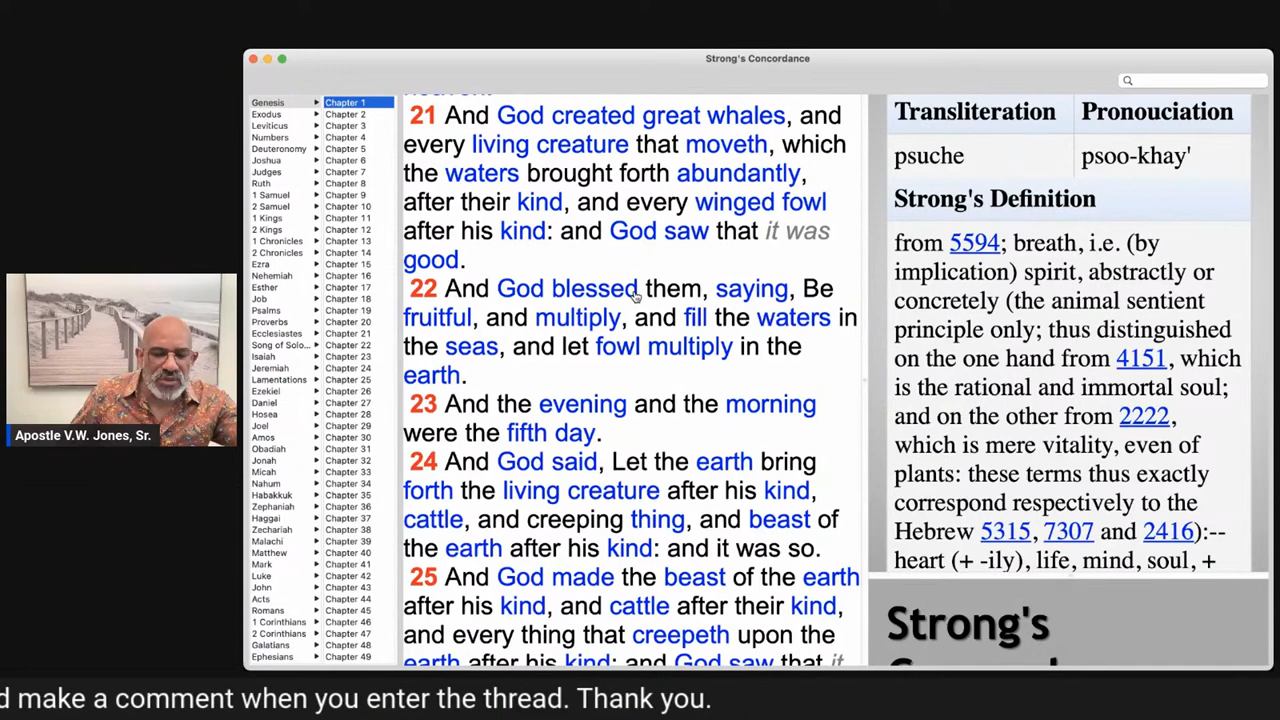 Strong's Concordance
Genesis
Exodus
Leviticus
Numbers
Deuteronomy
Joshua
Judges
Ruth
1 Samuel
2 Samuel
1 Kings
2 Kings
1 Chronicles
2 Chronicles
Ezra
Nehemiah
Esther
Job
Psalms
Proverbs
Ecclesiastes
Song of Solo...
Isaiah
Jeremiah
Lamentations
Ezekiel
Daniel
Hosea
Joel
Amos
Obadiah
Jonah
Micah
Nahum
Habakkuk
Zephaniah
Haggai
Zechariah
Malachi
Matthew
Mark
Luke
John
Acts
Romans
1 Corinthians
2 Corinthians
Galatians
Ephesians
Chapter 1
Chapter 2
Chapter 3
Chapter 4
Chapter 5
Chapter 6
Chapter 7
Chapter 8
Chapter 9
Chapter 10
Chapter 11
Chapter 12
Chapter 13
Chapter 14
Chapter 15
Chapter 16
Chapter 17
Chapter 18
Chapter 19
Chapter 20
Chapter 21
Chapter 22
Chapter 23
Chapter 24
Chapter 25
Chapter 26
Chapter 27
Chapter 28
Chapter 29
Chapter 30
Chapter 31
Chapter 32
Chapter 33
Chapter 34
Chapter 35
Chapter 36
Chapter 37
Chapter 38
Chapter 39
Chapter 40
Chapter 41
Chapter 42
Chapter 43
Chapter 44
Chapter 45
Chapter 46
Chapter 47
Chapter 48
Chapter 49
21 And God created great whales, and
every living creature that moveth, which
the waters brought forth abundantly,
after their kind, and every winged fowl
after his kind: and God saw that it was
good.
22 And God blessed them, saying, Be
fruitful, and multiply, and fill the waters in
the seas, and let fowl multiply in the
earth.
23 And the evening and the morning
were the fifth day.
24 And God said, Let the earth bring
forth the living creature after his kind,
cattle, and creeping thing, and beast of
the earth after his kind: and it was so.
25 And God made the beast of the earth
after his kind, and cattle after their kind,
and every thing that creepeth upon the
earth after his kind: and God saw that it
Transliteration Pronouciation
psuche psoo-khay'
Strong's Definition
from 5594; breath, i.e. (by
implication) spirit, abstractly or
concretely (the animal sentient
principle only; thus distinguished
on the one hand from 4151, which
is the rational and immortal soul;
and on the other from 2222,
which is mere vitality, even of
plants: these terms thus exactly
correspond respectively to the
Hebrew 5315, 7307 and 2416):--
heart (+ -ily), life, mind, soul, +
Strong's
Apostle V.W. Jones, Sr.
d make a comment when you enter the thread. Thank you.